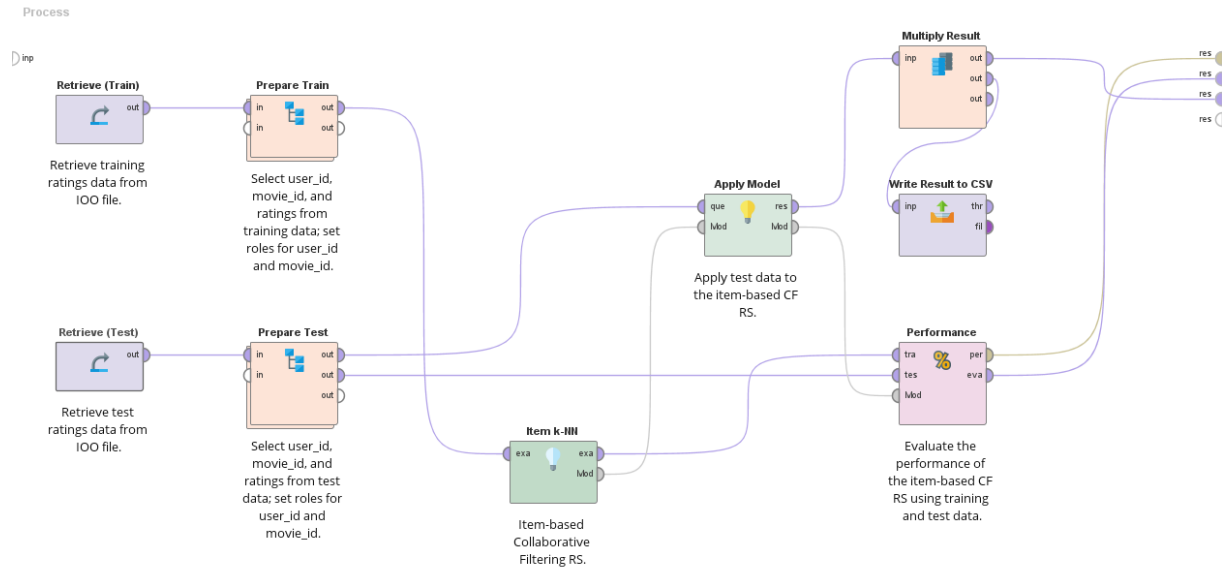 Process
inp
Retrieve (Train)
out
Retrieve training
ratings data from
IOO file.
Prepare Train
in
in
out
out
Select user_id,
movie_id, and
ratings from
training data; set
roles for user_id
and movie_id.
Retrieve (Test)
out
Retrieve test
ratings data from
IOO file.
Prepare Test
in
in
out
out
out
Select user_id,
movie_id, and
ratings from test
data; set roles for
user_id and
movie_id.
Item k-NN
exa
exa
Mod
Item-based
Collaborative
Filtering RS.
Apply Model
que
Mod
res
Mod
Apply test data to
the item-based CF
RS.
Multiply Result
inp
out
out
out
Write Result to CSV
inp
thr
fil
Performance
tra
tes
Mod
per
eva
Evaluate the
performance of
the item-based CF
RS using training
and test data.
res
res
res
res